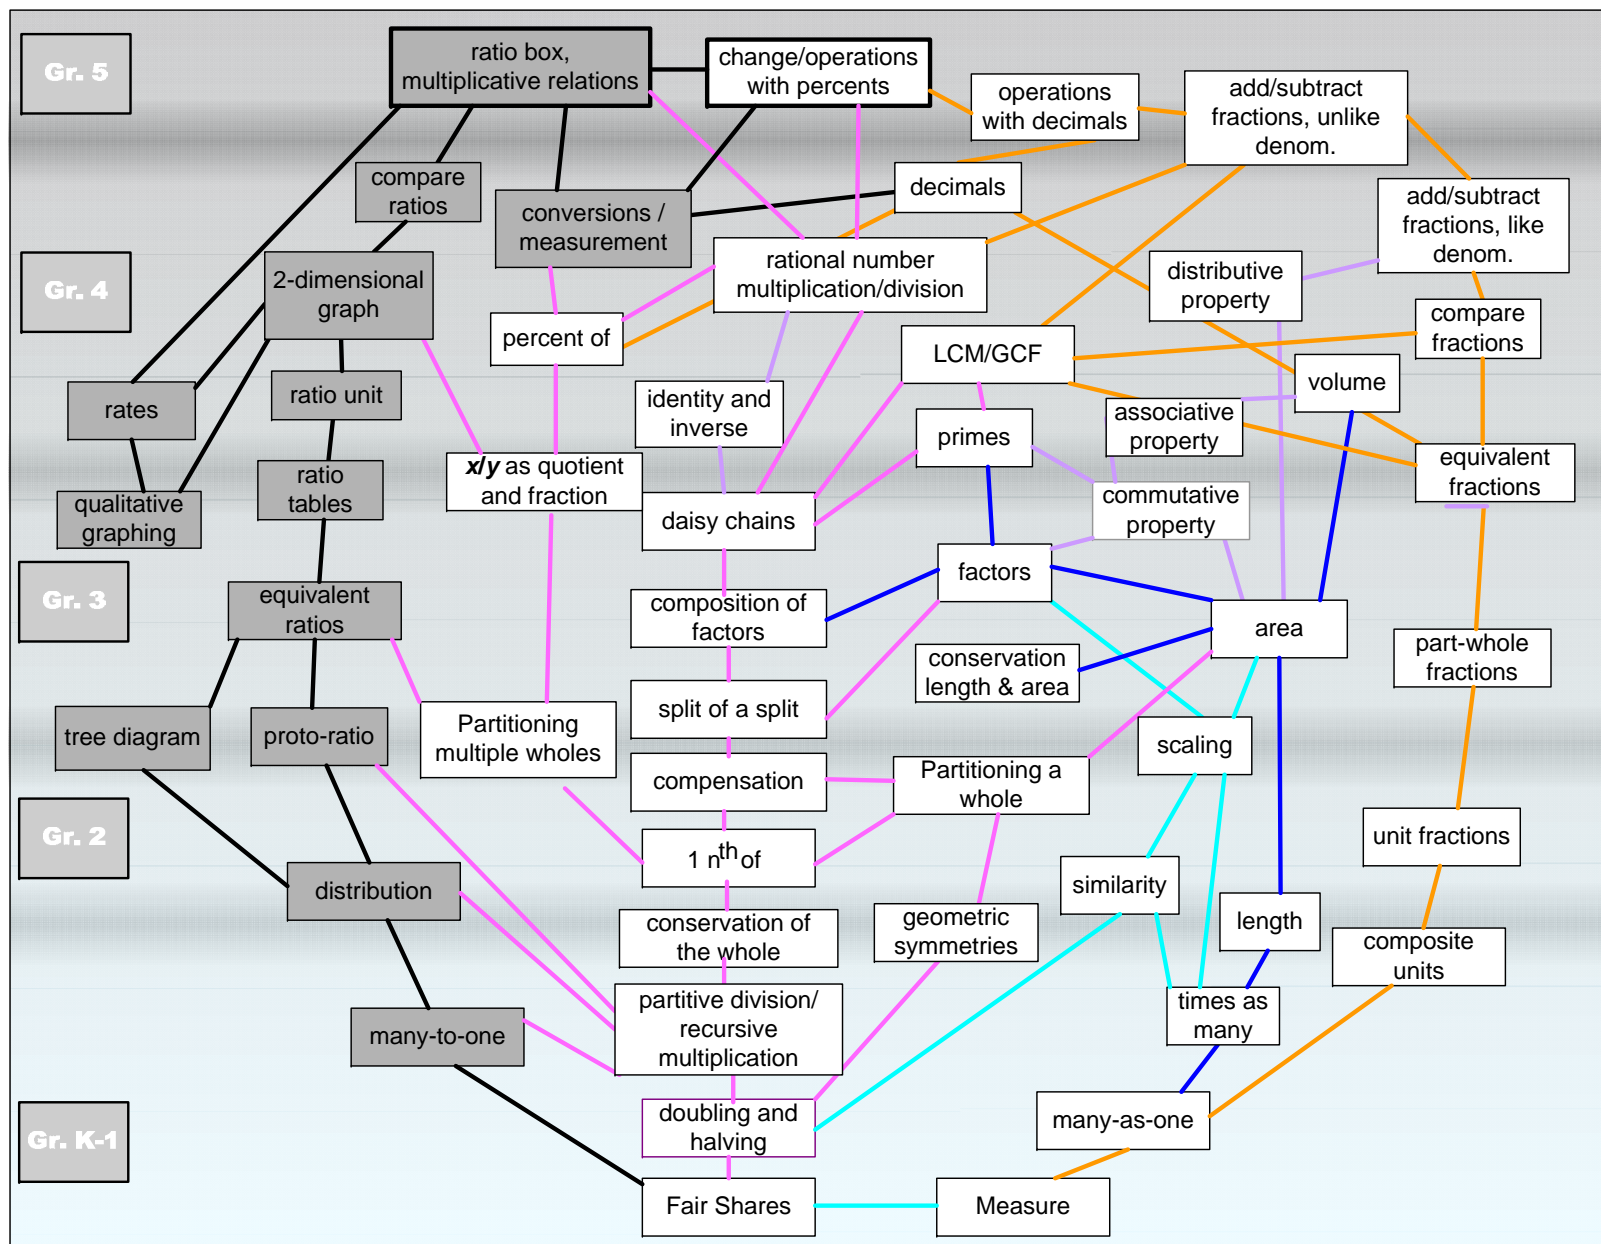 Gr. 5
ratio box,
multiplicative relations
change/operations
with percents
operations
with decimals
add/subtract
fractions, unlike
denom.
compare
ratios
conversions /
measurement
decimals
add/subtract
fractions, like
denom.
Gr. 4
2-dimensional
graph
rational number
multiplication/division
distributive
property
percent of
LCM/GCF
compare
fractions
rates
ratio unit
identity and
inverse
primes
associative
property
volume
qualitative
graphing
ratio
tables
x/y as quotient
and fraction
daisy chains
commutative
property
equivalent
fractions
Gr. 3
equivalent
ratios
composition of
factors
factors
area
conservation
length & area
part-whole
fractions
tree diagram
proto-ratio
Partitioning
multiple wholes
split of a split
scaling
compensation
Partitioning a
whole
Gr. 2
1 nth of
unit fractions
distribution
similarity
conservation of
the whole
geometric
symmetries
length
composite
units
many-to-one
partitive division/
recursive
multiplication
times as
many
Gr. K-1
doubling and
halving
many-as-one
Fair Shares
Measure